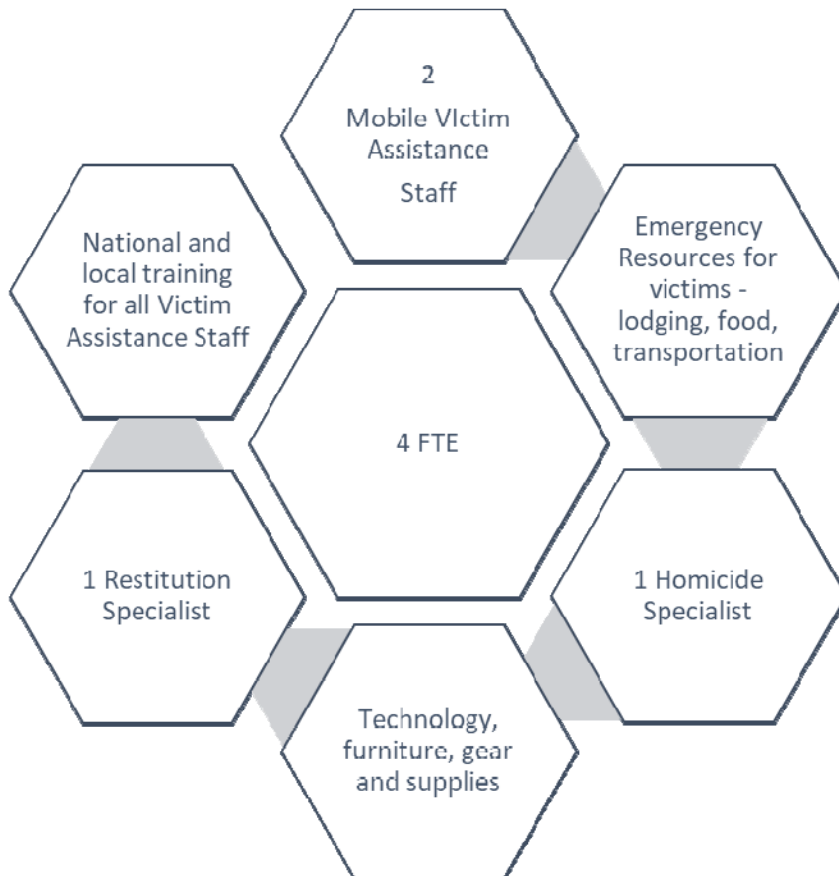 2
Mobile VIctim
Assistance
Staff
National and
local training
for all Victim
Assistance Staff
Emergency
Resources for
victims -
lodging, food,
transportation
4 FTE
1 Restitution
Specialist
1 Homicide
Specialist
Technology,
furniture, gear
and supplies